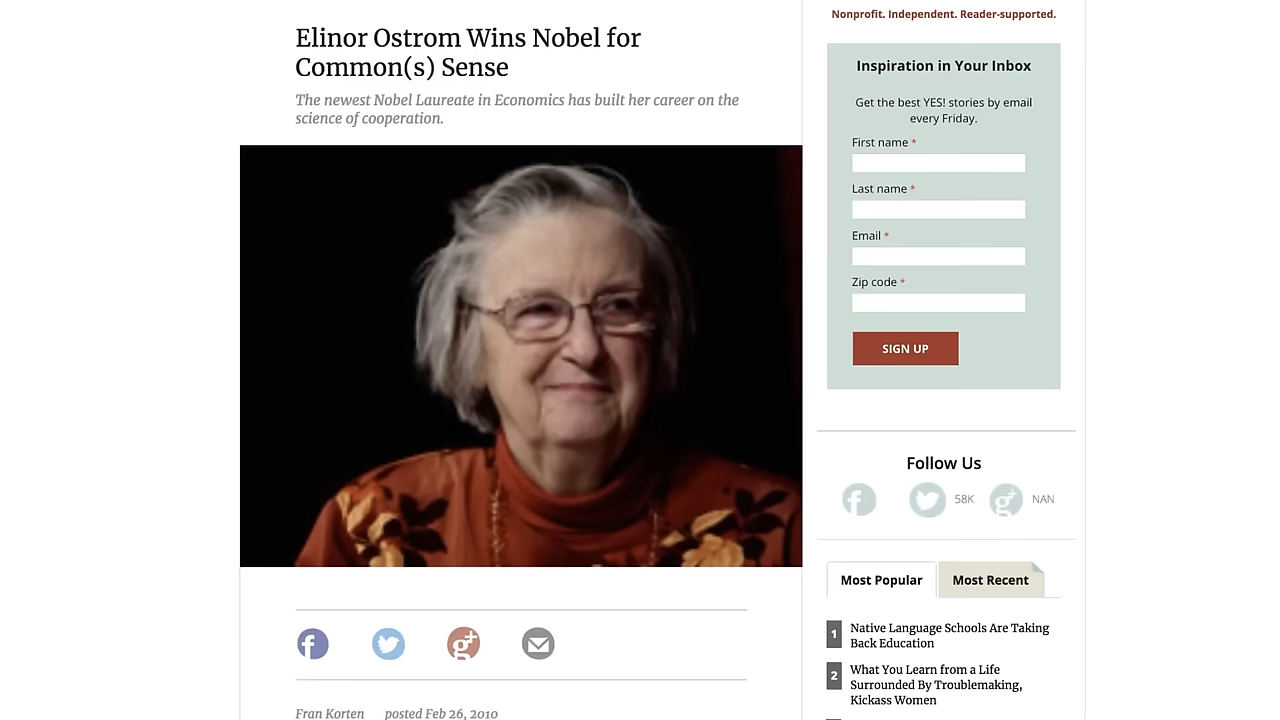 Elinor Ostrom Wins Nobel for
Common(s) Sense
The newest Nobel Laureate in Economics has built her career on the
science of cooperation.
Fran Korten posted Feb 26, 2010
Nonprofit. Independent. Reader-supported.
Inspiration in Your Inbox
Get the best YES! stories by email
every Friday.
First name *
Last name *
Email *
Zip code *
SIGN UP
Follow Us
58K NAN
Most Popular Most Recent
1 Native Language Schools Are Taking
Back Education
2 What You Learn from a Life
Surrounded By Troublemaking,
Kickass Women